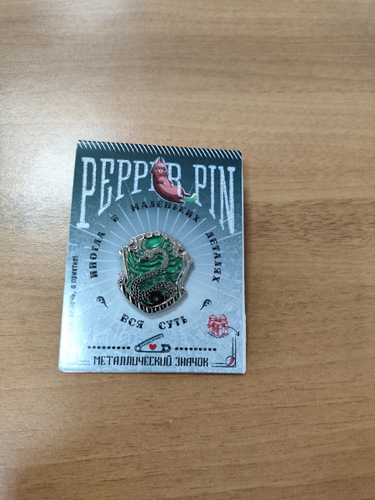 PEPPER PIN
ИНОГДА В МАЛЕНЬКИХ ДЕТАЛЯХ
ВСЯ СУТЬ
МЕТАЛЛИЧЕСКИЙ ЗНАЧОК